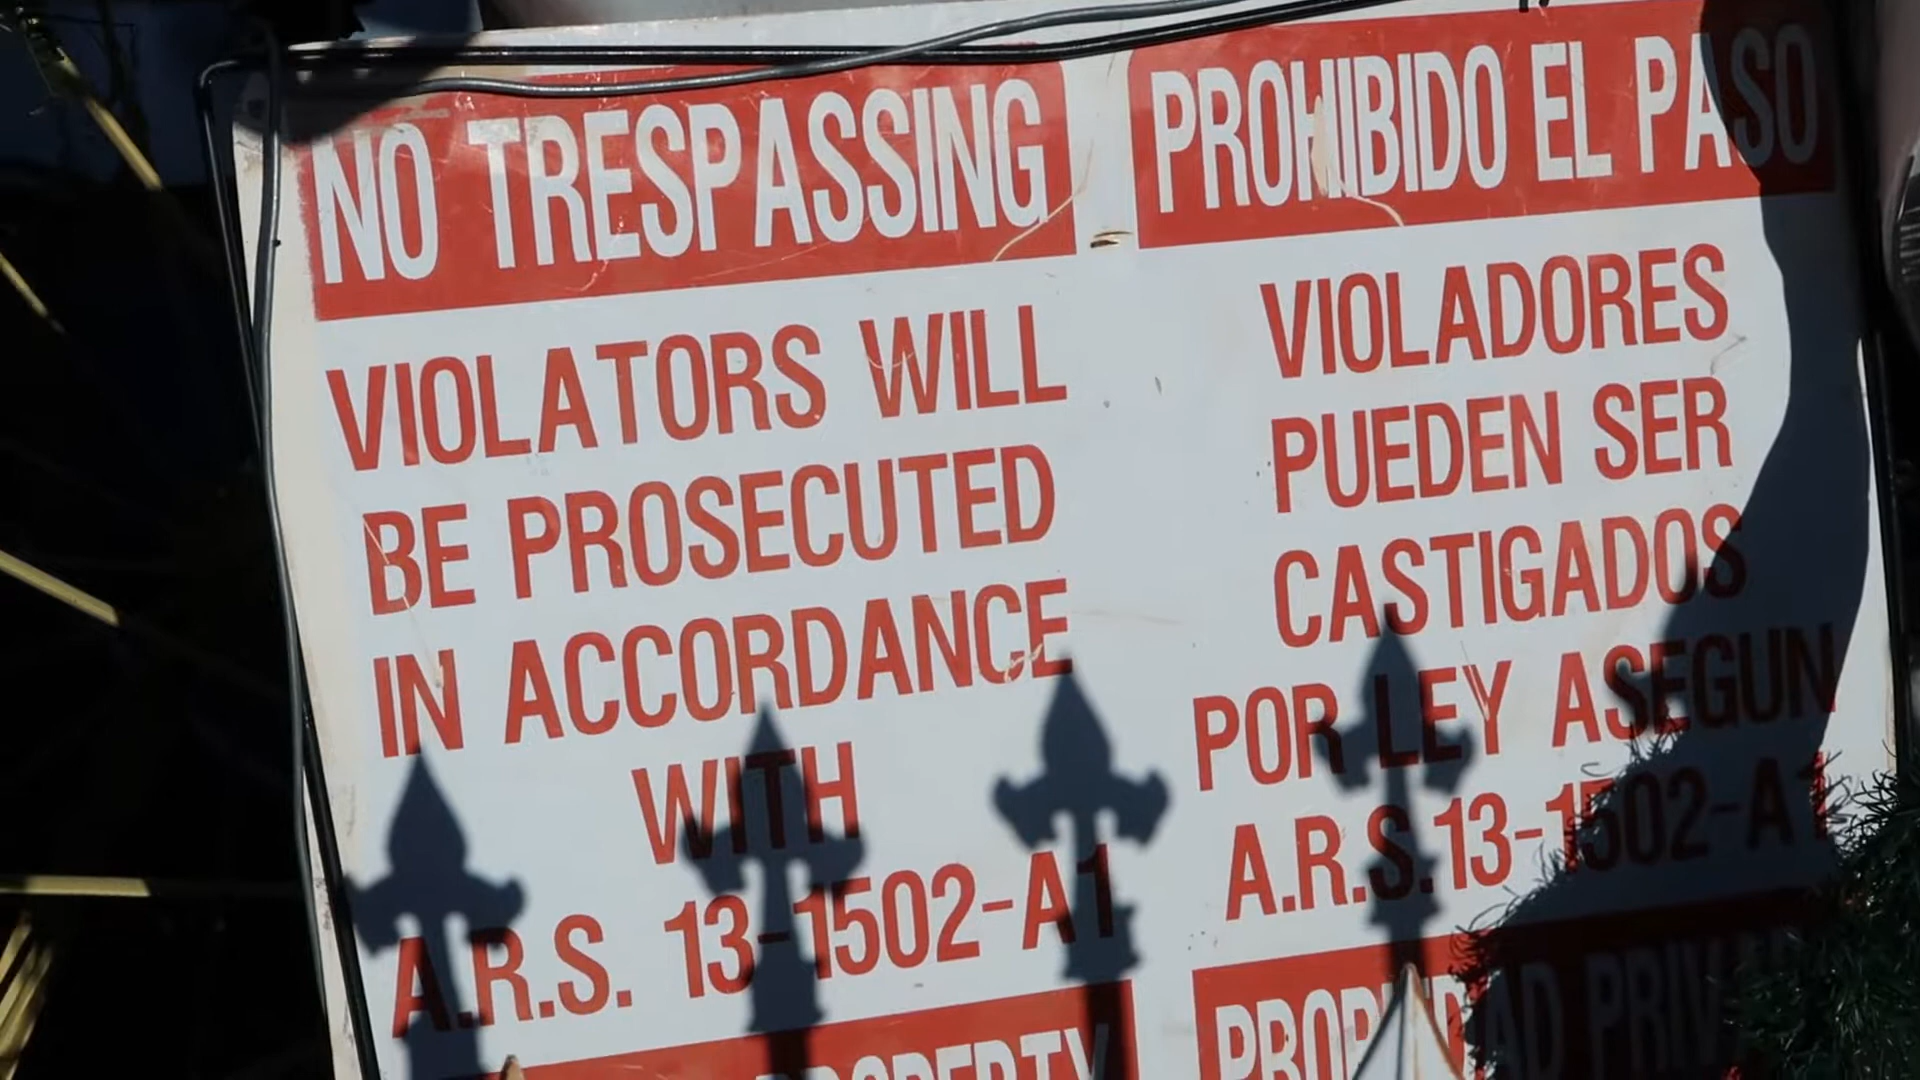 NO TRESPASSING
VIOLATORS WILL
BE PROSECUTED
IN ACCORDANCE
WITH
A.R.S. 13-1502-A1
PROPERTY
PROHIBIDO EL PASO
VIOLADORES
PUEDEN SER
CASTIGADOS
POR LEY ASEGUN
A.R.S. 13-1502-A1
PROPIEDAD PRIVADA